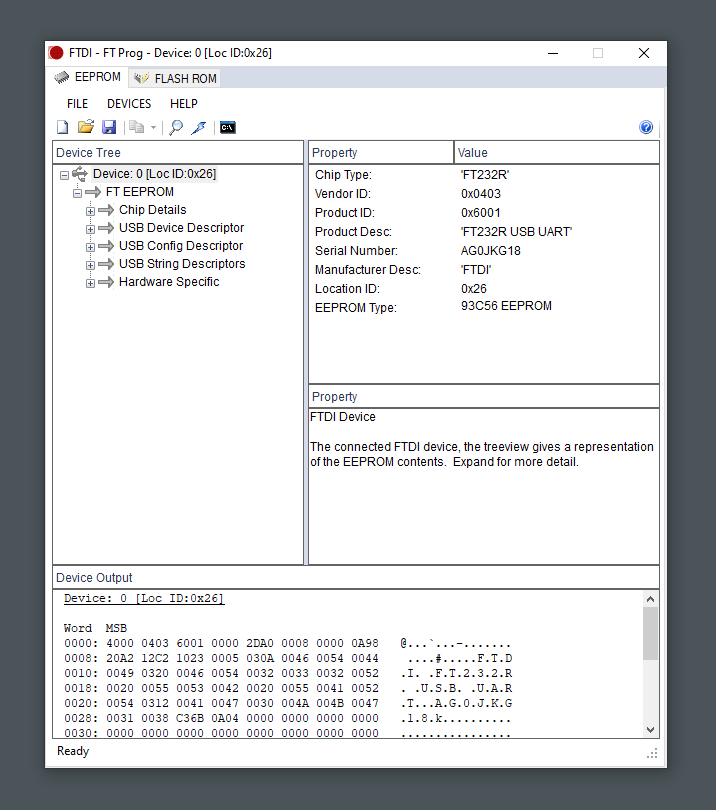 FTDI - FT Prog - Device: 0 [Loc ID:0x26]
EEPROM FLASH ROM
FILE DEVICES HELP
C:\
?
Device Tree
Device: 0 [Loc ID:0x26]
FT EEPROM
Chip Details
USB Device Descriptor
USB Config Descriptor
USB String Descriptors
Hardware Specific
Property Value
Chip Type: 'FT232R'
Vendor ID: 0x0403
Product ID: 0x6001
Product Desc: 'FT232R USB UART'
Serial Number: AG0JKG18
Manufacturer Desc: 'FTDI'
Location ID: 0x26
EEPROM Type: 93C56 EEPROM
Property
FTDI Device
The connected FTDI device, the treeview gives a representation
of the EEPROM contents.  Expand for more detail.
Device Output
Device: 0 [Loc ID:0x26]
Word  MSB
0000: 4000 0403 6001 0000 2DA0 0008 0000 0A98   @...`...-.......
0008: 20A2 12C2 1023 0005 030A 0046 0054 0044    ....#.....F.T.D
0010: 0049 0320 0046 0054 0032 0033 0032 0052   .I. .F.T.2.3.2.R
0018: 0020 0055 0053 0042 0020 0055 0041 0052   . .U.S.B. .U.A.R
0020: 0054 0312 0041 0047 0030 004A 004B 0047   .T...A.G.0.J.K.G
0028: 0031 0038 C36B 0A04 0000 0000 0000 0000   .1.8.k..........
0030: 0000 0000 0000 0000 0000 0000 0000 0000   ................
Ready